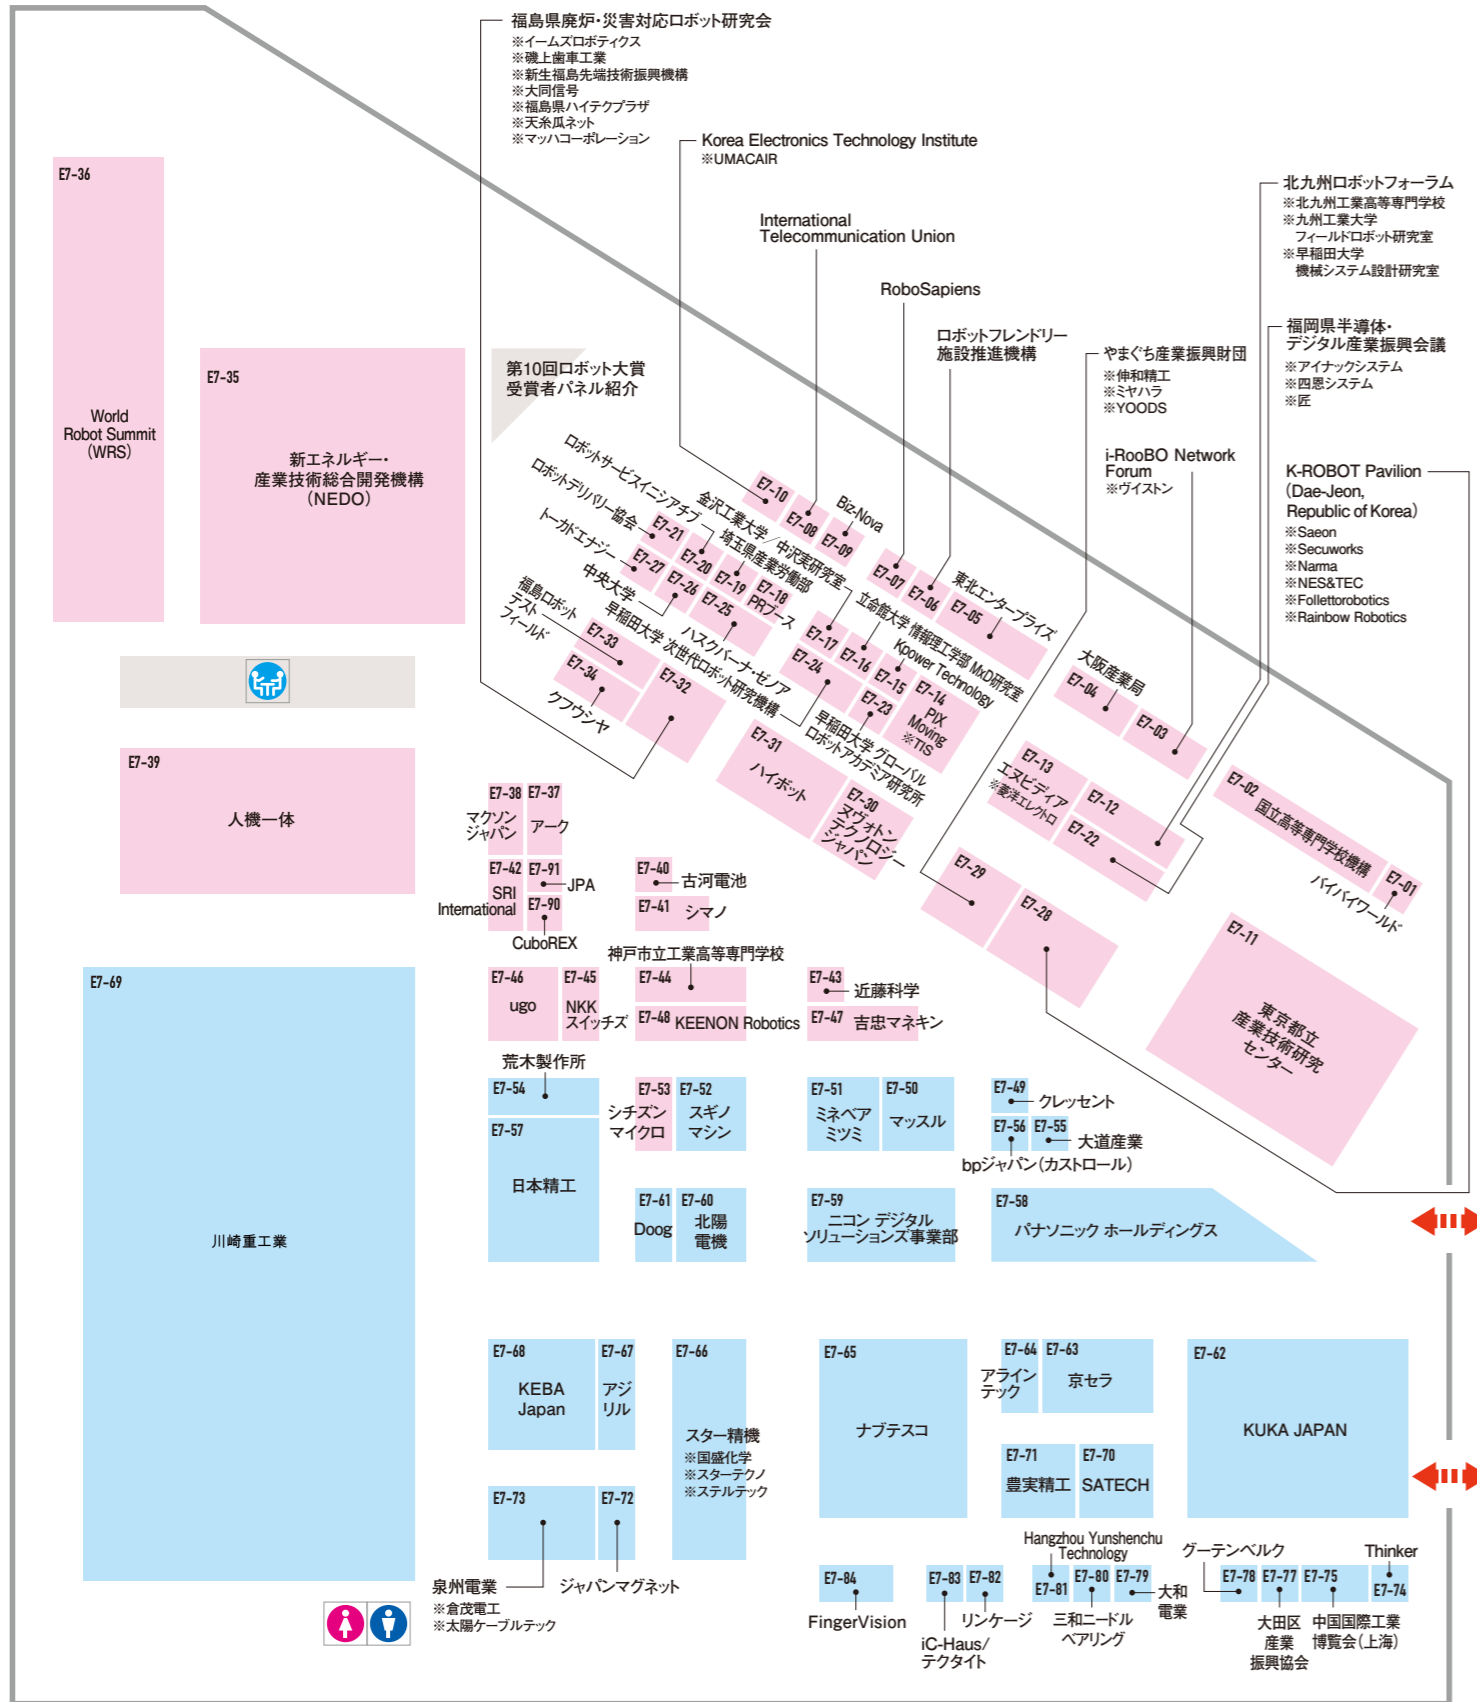 福島県廃炉・災害対応ロボット研究会
※イームズロボティクス
※磯上歯車工業
※新生福島先端技術振興機構
※大同信号
※福島県ハイテクプラザ
※天糸瓜ネット
※マッハコーポレーション
Korea Electronics Technology Institute
※UMACAIR
International
Telecommunication Union
RoboSapiens
ロボットフレンドリー
施設推進機構
やまぐち産業振興財団
※伸和精工
※ミヤハラ
※YOODS
i-RooBO Network
Forum
※ヴイストン
北九州ロボットフォーラム
※北九州工業高等専門学校
※九州工業大学
フィールドロボット研究室
※早稲田大学
機械システム設計研究室
福岡県半導体・
デジタル産業振興会議
※アイナックシステム
※四恩システム
※匠
K-ROBOT Pavilion
(Dae-Jeon,
Republic of Korea)
※Saeon
※Secuworks
※Narma
※NES&TEC
※Follettorobotics
※Rainbow Robotics
E7-36
World
Robot Summit
(WRS)
E7-35
新エネルギー・
産業技術総合開発機構
(NEDO)
第10回ロボット大賞
受賞者パネル紹介
ロボットサービスイニシアチブ
ロボットデリバリー協会
トーカドエナジー
中央大学
福島ロボット
テスト
フィールド
クフウシヤ
金沢工業大学/中沢実研究室
埼玉県産業労働部
PRブース
ハスクバーナ・ゼノア
早稲田大学 次世代ロボット研究機構
E7-10
E7-08
E7-09
Biz-Nova
E7-21
E7-20
E7-19
E7-18
E7-27
E7-26
E7-25
E7-33
E7-34
E7-32
E7-07
E7-06
E7-05
東北エンタープライズ
E7-17
E7-16
E7-15
E7-14
PIX
Moving
※TIS
E7-24
E7-23
立命館大学 情報理工学部 MxD研究室
Kpower Technology
早稲田大学 グローバル
ロボットアカデミア研究所
E7-31
ハイボット
E7-30
ヌヴォトン
テクノロジー
ジャパン
大阪産業局
E7-04
E7-03
E7-13
エヌビディア
※菱洋エレクトロ
E7-12
E7-22
E7-02
国立高等専門学校機構
E7-01
バイバイワールド
E7-29
E7-28
E7-11
東京都立
産業技術研究
センター
E7-39
人機一体
E7-38
マクソン
ジャパン
E7-37
アーク
E7-42
SRI
International
E7-91
JPA
E7-90
CuboREX
E7-40
古河電池
E7-41
シマノ
E7-46
ugo
E7-45
NKK
スイッチズ
神戸市立工業高等専門学校
E7-44
E7-48
KEENON Robotics
E7-43
近藤科学
E7-47
吉忠マネキン
E7-69
川崎重工業
荒木製作所
E7-54
E7-57
日本精工
E7-53
シチズン
マイクロ
E7-52
スギノ
マシン
E7-51
ミネベア
ミツミ
E7-50
マッスル
E7-49
クレッセント
E7-56
E7-55
大道産業
bpジャパン(カストロール)
E7-61
Doog
E7-60
北陽
電機
E7-59
ニコン デジタル
ソリューションズ事業部
E7-58
パナソニック ホールディングス
E7-68
KEBA
Japan
E7-67
アジ
リル
E7-66
スター精機
※国盛化学
※スターテクノ
※ステルテック
E7-65
ナブテスコ
E7-64
アライン
テック
E7-63
京セラ
E7-62
KUKA JAPAN
E7-71
豊実精工
E7-70
SATECH
E7-73
E7-72
泉州電業
※倉茂電工
※太陽ケーブルテック
ジャパンマグネット
E7-84
FingerVision
E7-83
iC-Haus/
テクタイト
E7-82
リンケージ
Hangzhou Yunshenchu
Technology
E7-81
E7-80
三和ニードル
ベアリング
E7-79
大和
電業
グーテンベルク
E7-78
E7-77
大田区
産業
振興協会
E7-75
中国国際工業
博覧会(上海)
Thinker
E7-74